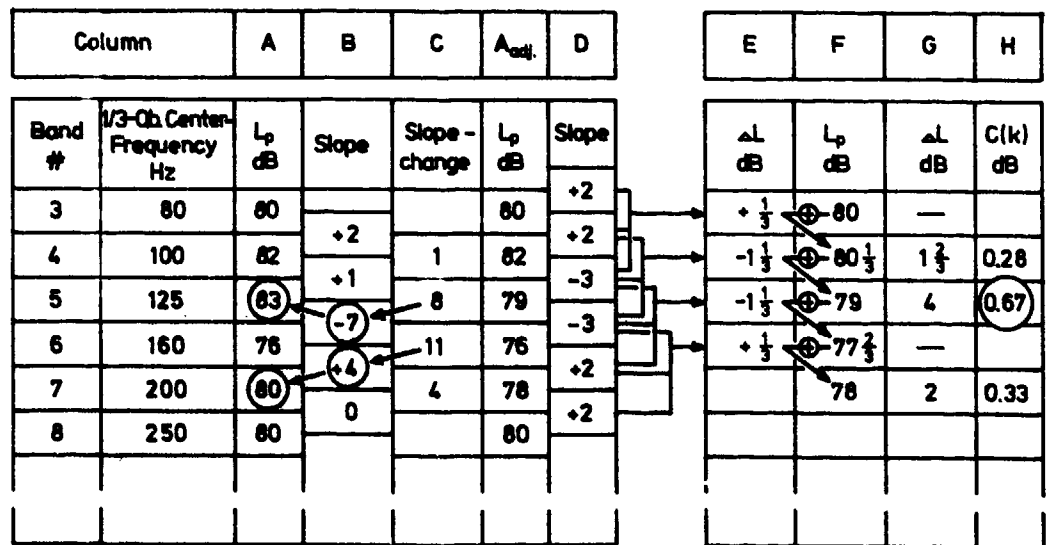 Column A B C A adj. D E F G H
Band # 1/3-Ob. Center-Frequency Hz Lp dB Slope Slope-change Lp dB Slope ΔL dB Lp dB ΔL dB C(k) dB
+2
3 80 80 80 + 1/3 ⊕ 80 —
+2 +2
4 100 82 1 82 -1 1/3 ⊕ 80 1/3 1 2/3 0.28
+1 -3
5 125 83 8 79 -1 1/3 ⊕ 79 4 0.67
-7 -3
6 160 76 11 76 + 1/3 ⊕ 77 2/3 —
+4 +2
7 200 80 4 78 78 2 0.33
0 +2
8 250 80 80